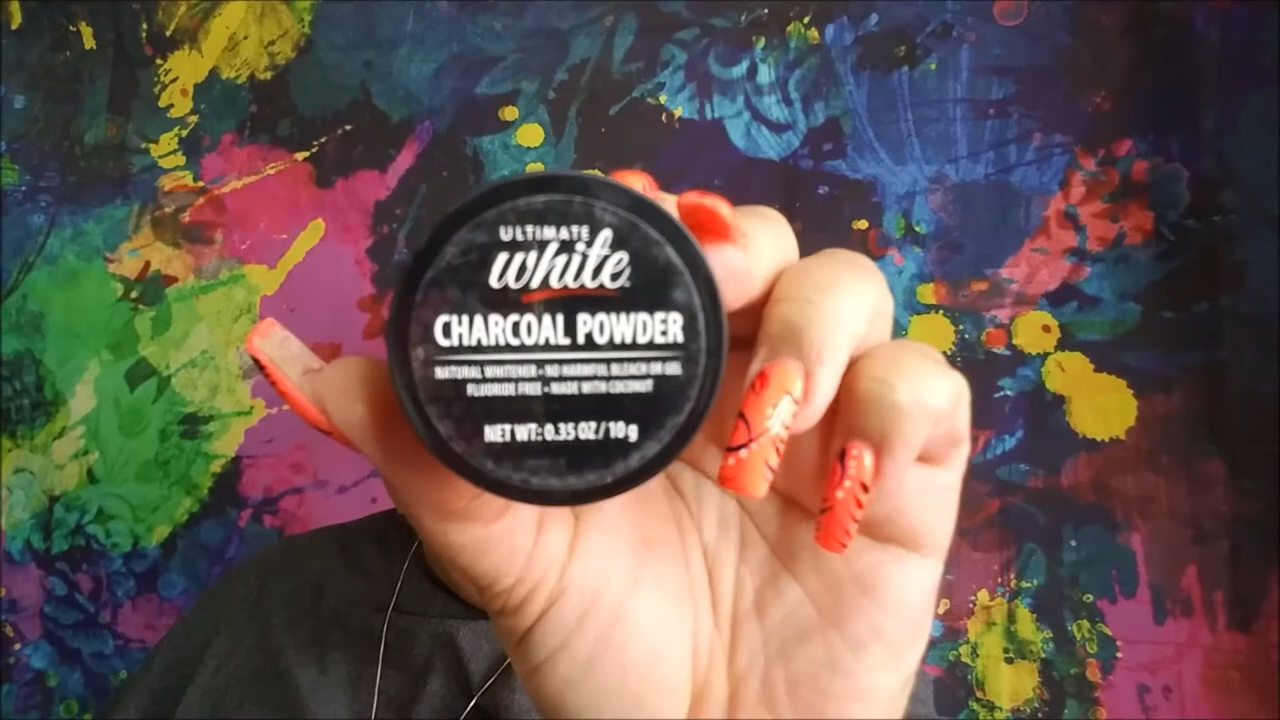 ULTIMATE
white
CHARCOAL POWDER
NATURAL WHITENER • NO HARMFUL BLEACH OR GEL
FLUORIDE FREE • MADE WITH COCONUT
NET WT: 0.35 OZ / 10g